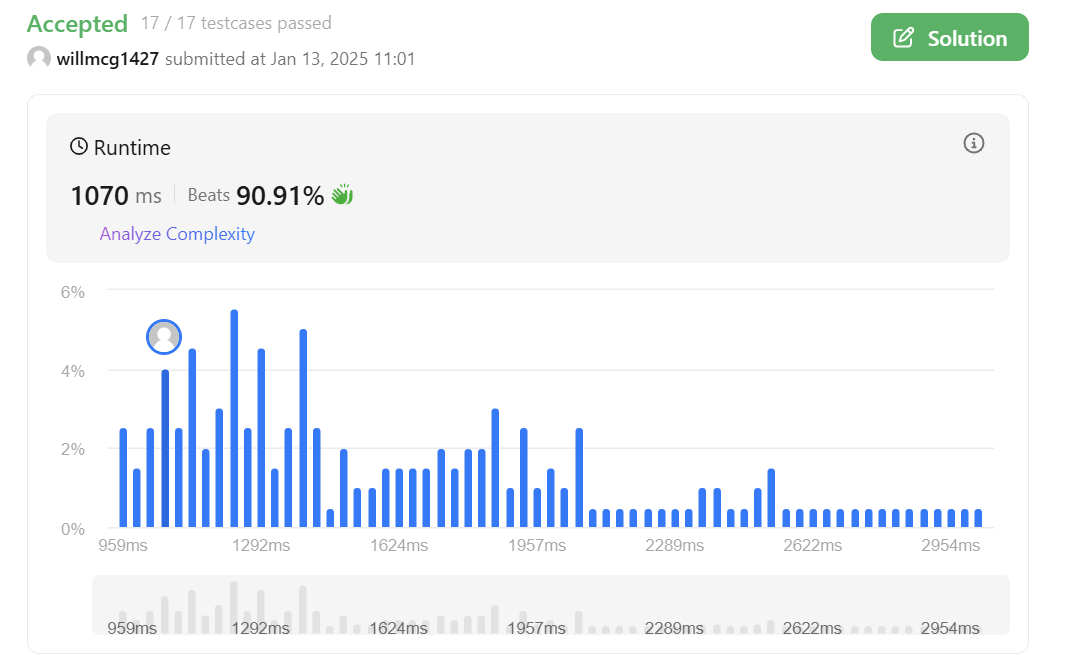 Accepted 17 / 17 testcases passed
Solution
willmcg1427 submitted at Jan 13, 2025 11:01
Runtime
1070 ms Beats 90.91%
Analyze Complexity
6%
4%
2%
0%
959ms 1292ms 1624ms 1957ms 2289ms 2622ms 2954ms
959ms 1292ms 1624ms 1957ms 2289ms 2622ms 2954ms